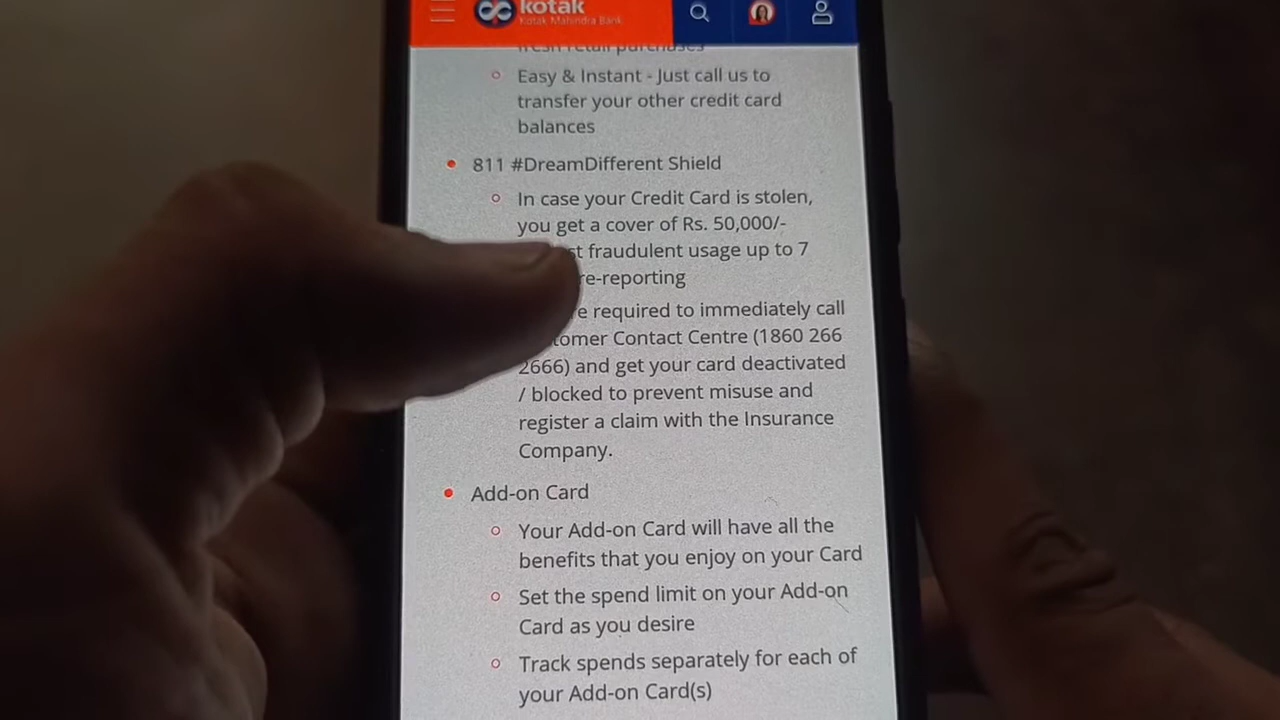 kotak
Kotak Mahindra Bank
fresh retail purchases
Easy & Instant - Just call us to
transfer your other credit card
balances
811 #DreamDifferent Shield
In case your Credit Card is stolen,
you get a cover of Rs. 50,000/-
fraudulent usage up to 7
re-reporting
required to immediately call
Contact Centre (1860 266
2666) and get your card deactivated
/ blocked to prevent misuse and
register a claim with the Insurance
Company.
Add-on Card
Your Add-on Card will have all the
benefits that you enjoy on your Card
Set the spend limit on your Add-on
Card as you desire
Track spends separately for each of
your Add-on Card(s)